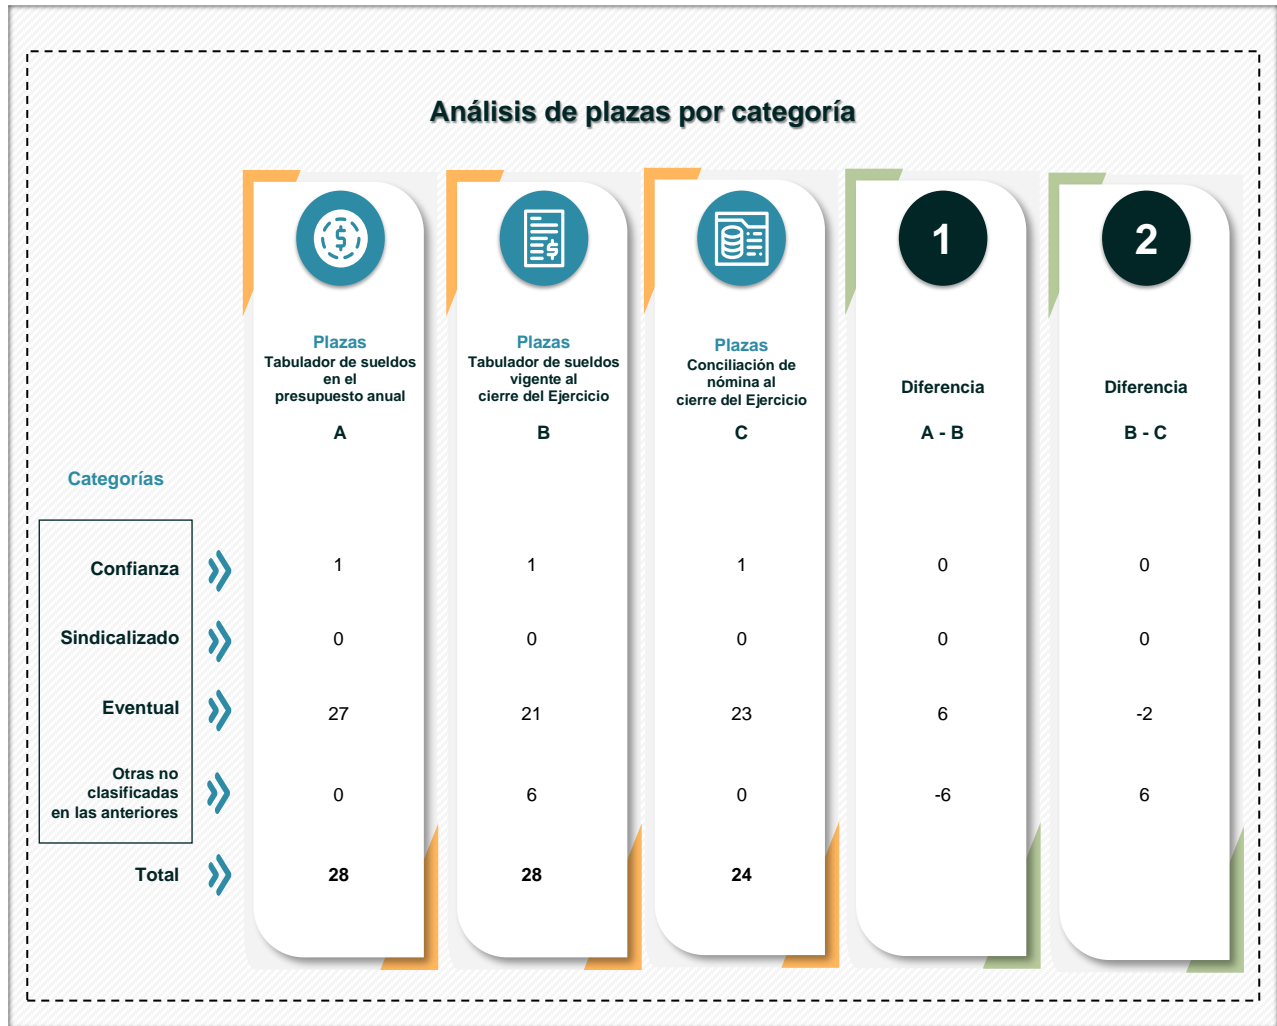 Análisis de plazas por categoría
1
2
Plazas
Tabulador de sueldos
en el
presupuesto anual
A
Plazas
Tabulador de sueldos
vigente al
cierre del Ejercicio
B
Plazas
Conciliación de
nómina al
cierre del Ejercicio
C
Diferencia
A - B
Diferencia
B - C
Categorías
Confianza 1 1 1 0 0
Sindicalizado 0 0 0 0 0
Eventual 27 21 23 6 -2
Otras no
clasificadas
en las anteriores 0 6 0 -6 6
Total 28 28 24